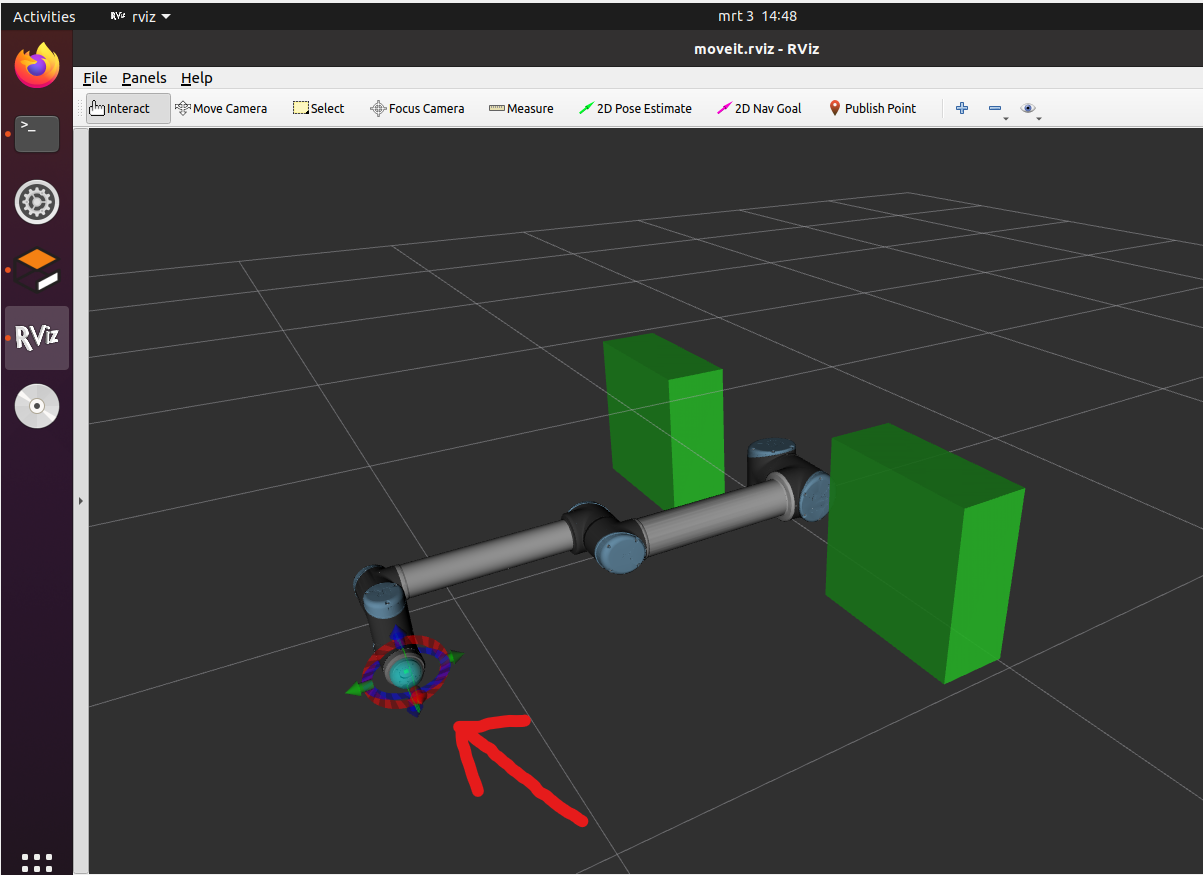 Activities RViz rviz mrt 3 14:48
moveit.rviz - RViz
File Panels Help
Interact Move Camera Select Focus Camera Measure 2D Pose Estimate 2D Nav Goal Publish Point
>_
RViz